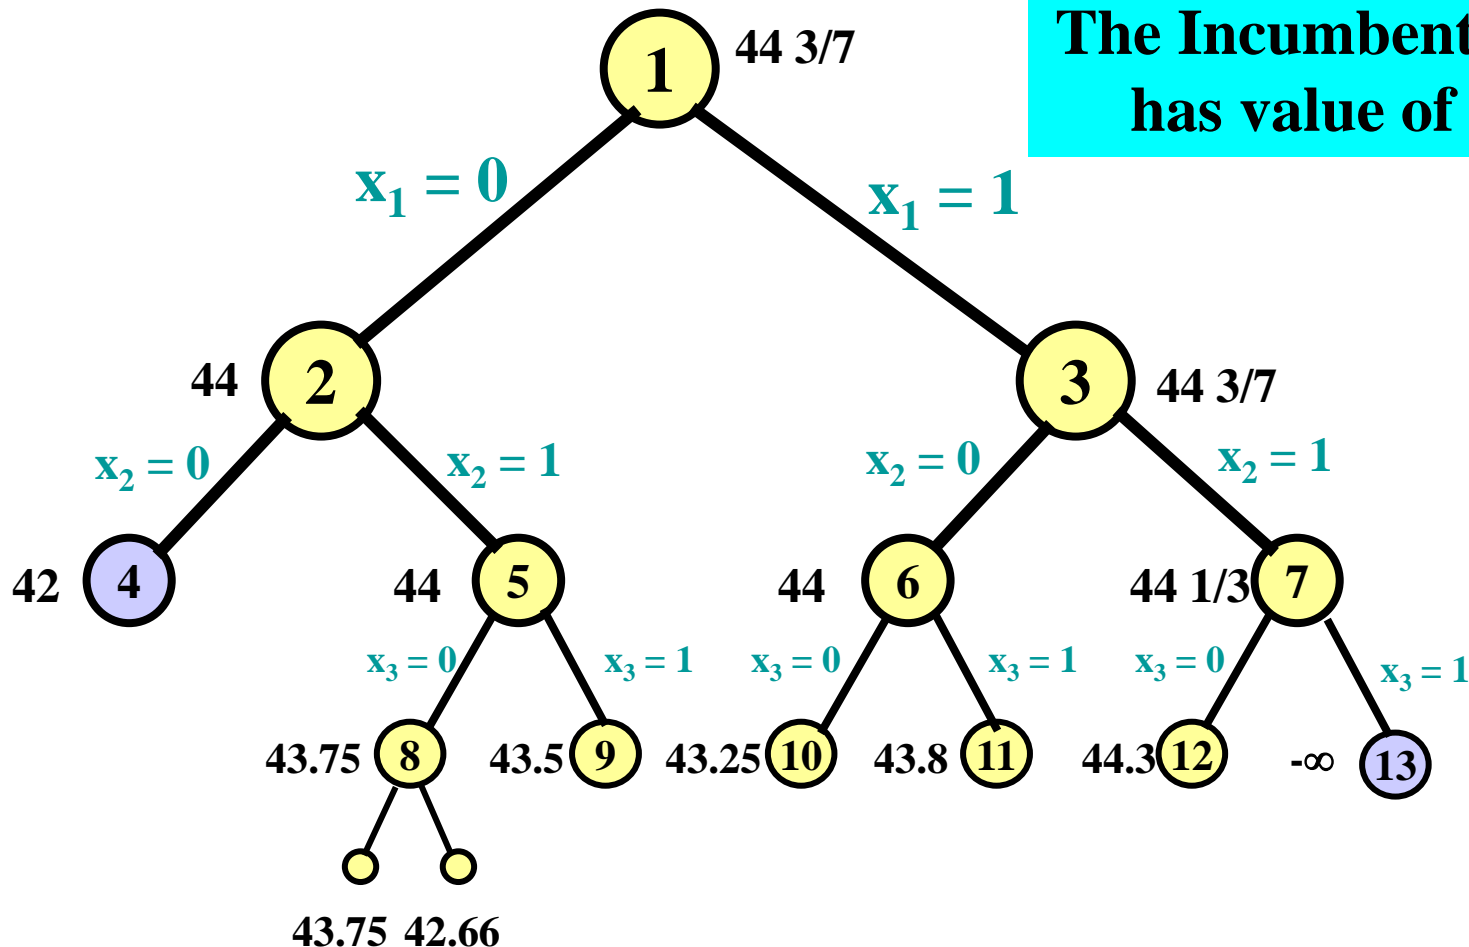 The Incumbent
has value of
1 44 3/7
x₁ = 0 x₁ = 1
44 2 3 44 3/7
x₂ = 0 x₂ = 1 x₂ = 0 x₂ = 1
42 4 44 5 44 6 44 1/3 7
x₃ = 0 x₃ = 1 x₃ = 0 x₃ = 1 x₃ = 0 x₃ = 1
43.75 8 43.5 9 43.25 10 43.8 11 44.3 12 -∞ 13
43.75 42.66